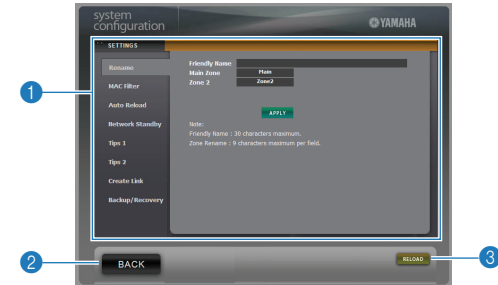 system
configuration
YAMAHA
SETTINGS
Rename
MAC Filter
Auto Reload
Network Standby
Tips 1
Tips 2
Create Link
Backup/Recovery
Friendly Name
Main Zone Main
Zone 2 Zone2
APPLY
Note:
Friendly Name : 30 characters maximum.
Zone Rename : 9 characters maximum per field.
1
2
BACK
RELOAD
3